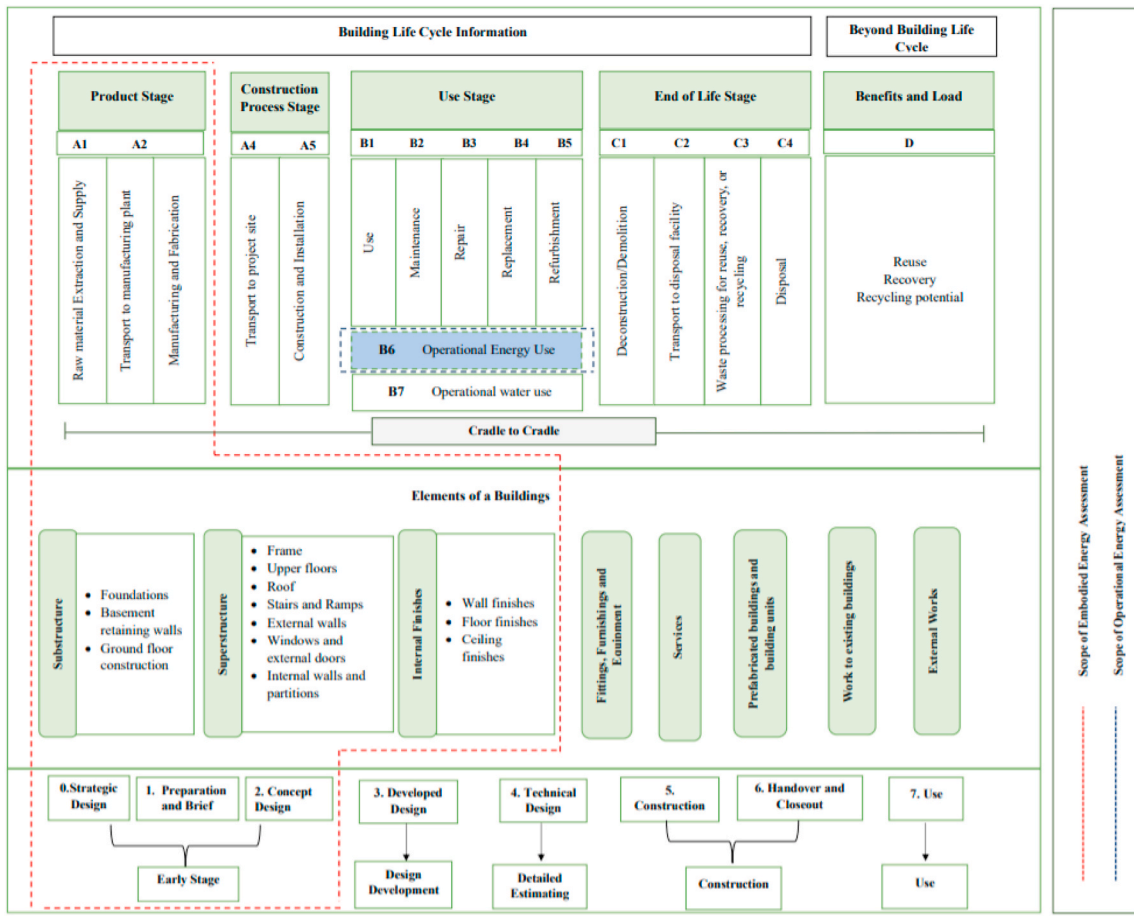 Building Life Cycle Information
Beyond Building Life
Cycle
Product Stage
Construction
Process Stage
Use Stage
End of Life Stage
Benefits and Load
A1 A2
A4 A5
B1 B2 B3 B4 B5
C1 C2 C3 C4
D
Raw material Extraction and Supply
Transport to manufacturing plant
Manufacturing and Fabrication
Transport to project site
Construction and Installation
Use
Maintenance
Repair
Replacement
Refurbishment
B6 Operational Energy Use
B7 Operational water use
Deconstruction/Demolition
Transport to disposal facility
Waste processing for reuse, recovery, or
recycling
Disposal
Reuse
Recovery
Recycling potential
Cradle to Cradle
Elements of a Buildings
Substructure
• Foundations
• Basement
retaining walls
• Ground floor
construction
Superstructure
• Frame
• Upper floors
• Roof
• Stairs and Ramps
• External walls
• Windows and
external doors
• Internal walls and
partitions
Internal Finishes
• Wall finishes
• Floor finishes
• Ceiling
finishes
Fittings, Furnishings and
Equipment
Services
Prefabricated buildings and
building units
Work to existing buildings
External Works
0.Strategic
Design
1. Preparation
and Brief
2. Concept
Design
3. Developed
Design
4. Technical
Design
5.
Construction
6. Handover and
Closeout
7. Use
Early Stage
Design
Development
Detailed
Estimating
Construction
Use
Scope of Embodied Energy Assessment
Scope of Operational Energy Assessment